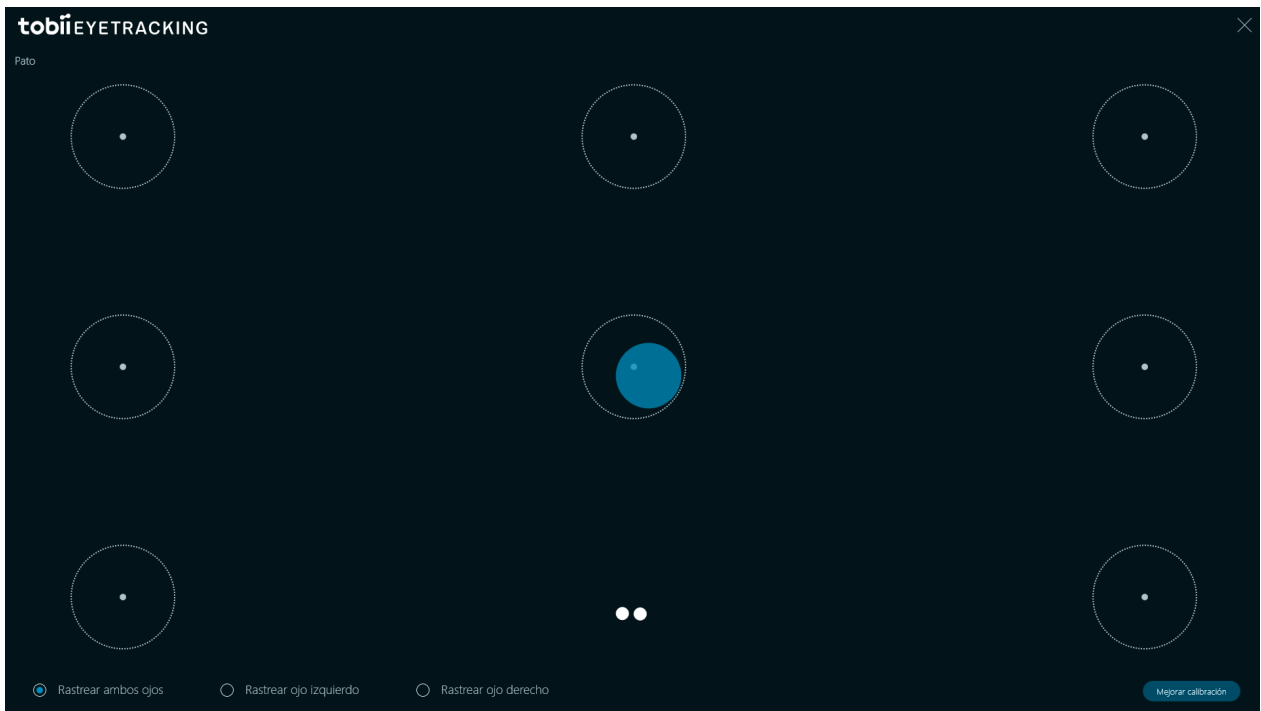 tobii EYETRACKING
Pato
Rastrear ambos ojos
Rastrear ojo izquierdo
Rastrear ojo derecho
Mejorar calibración